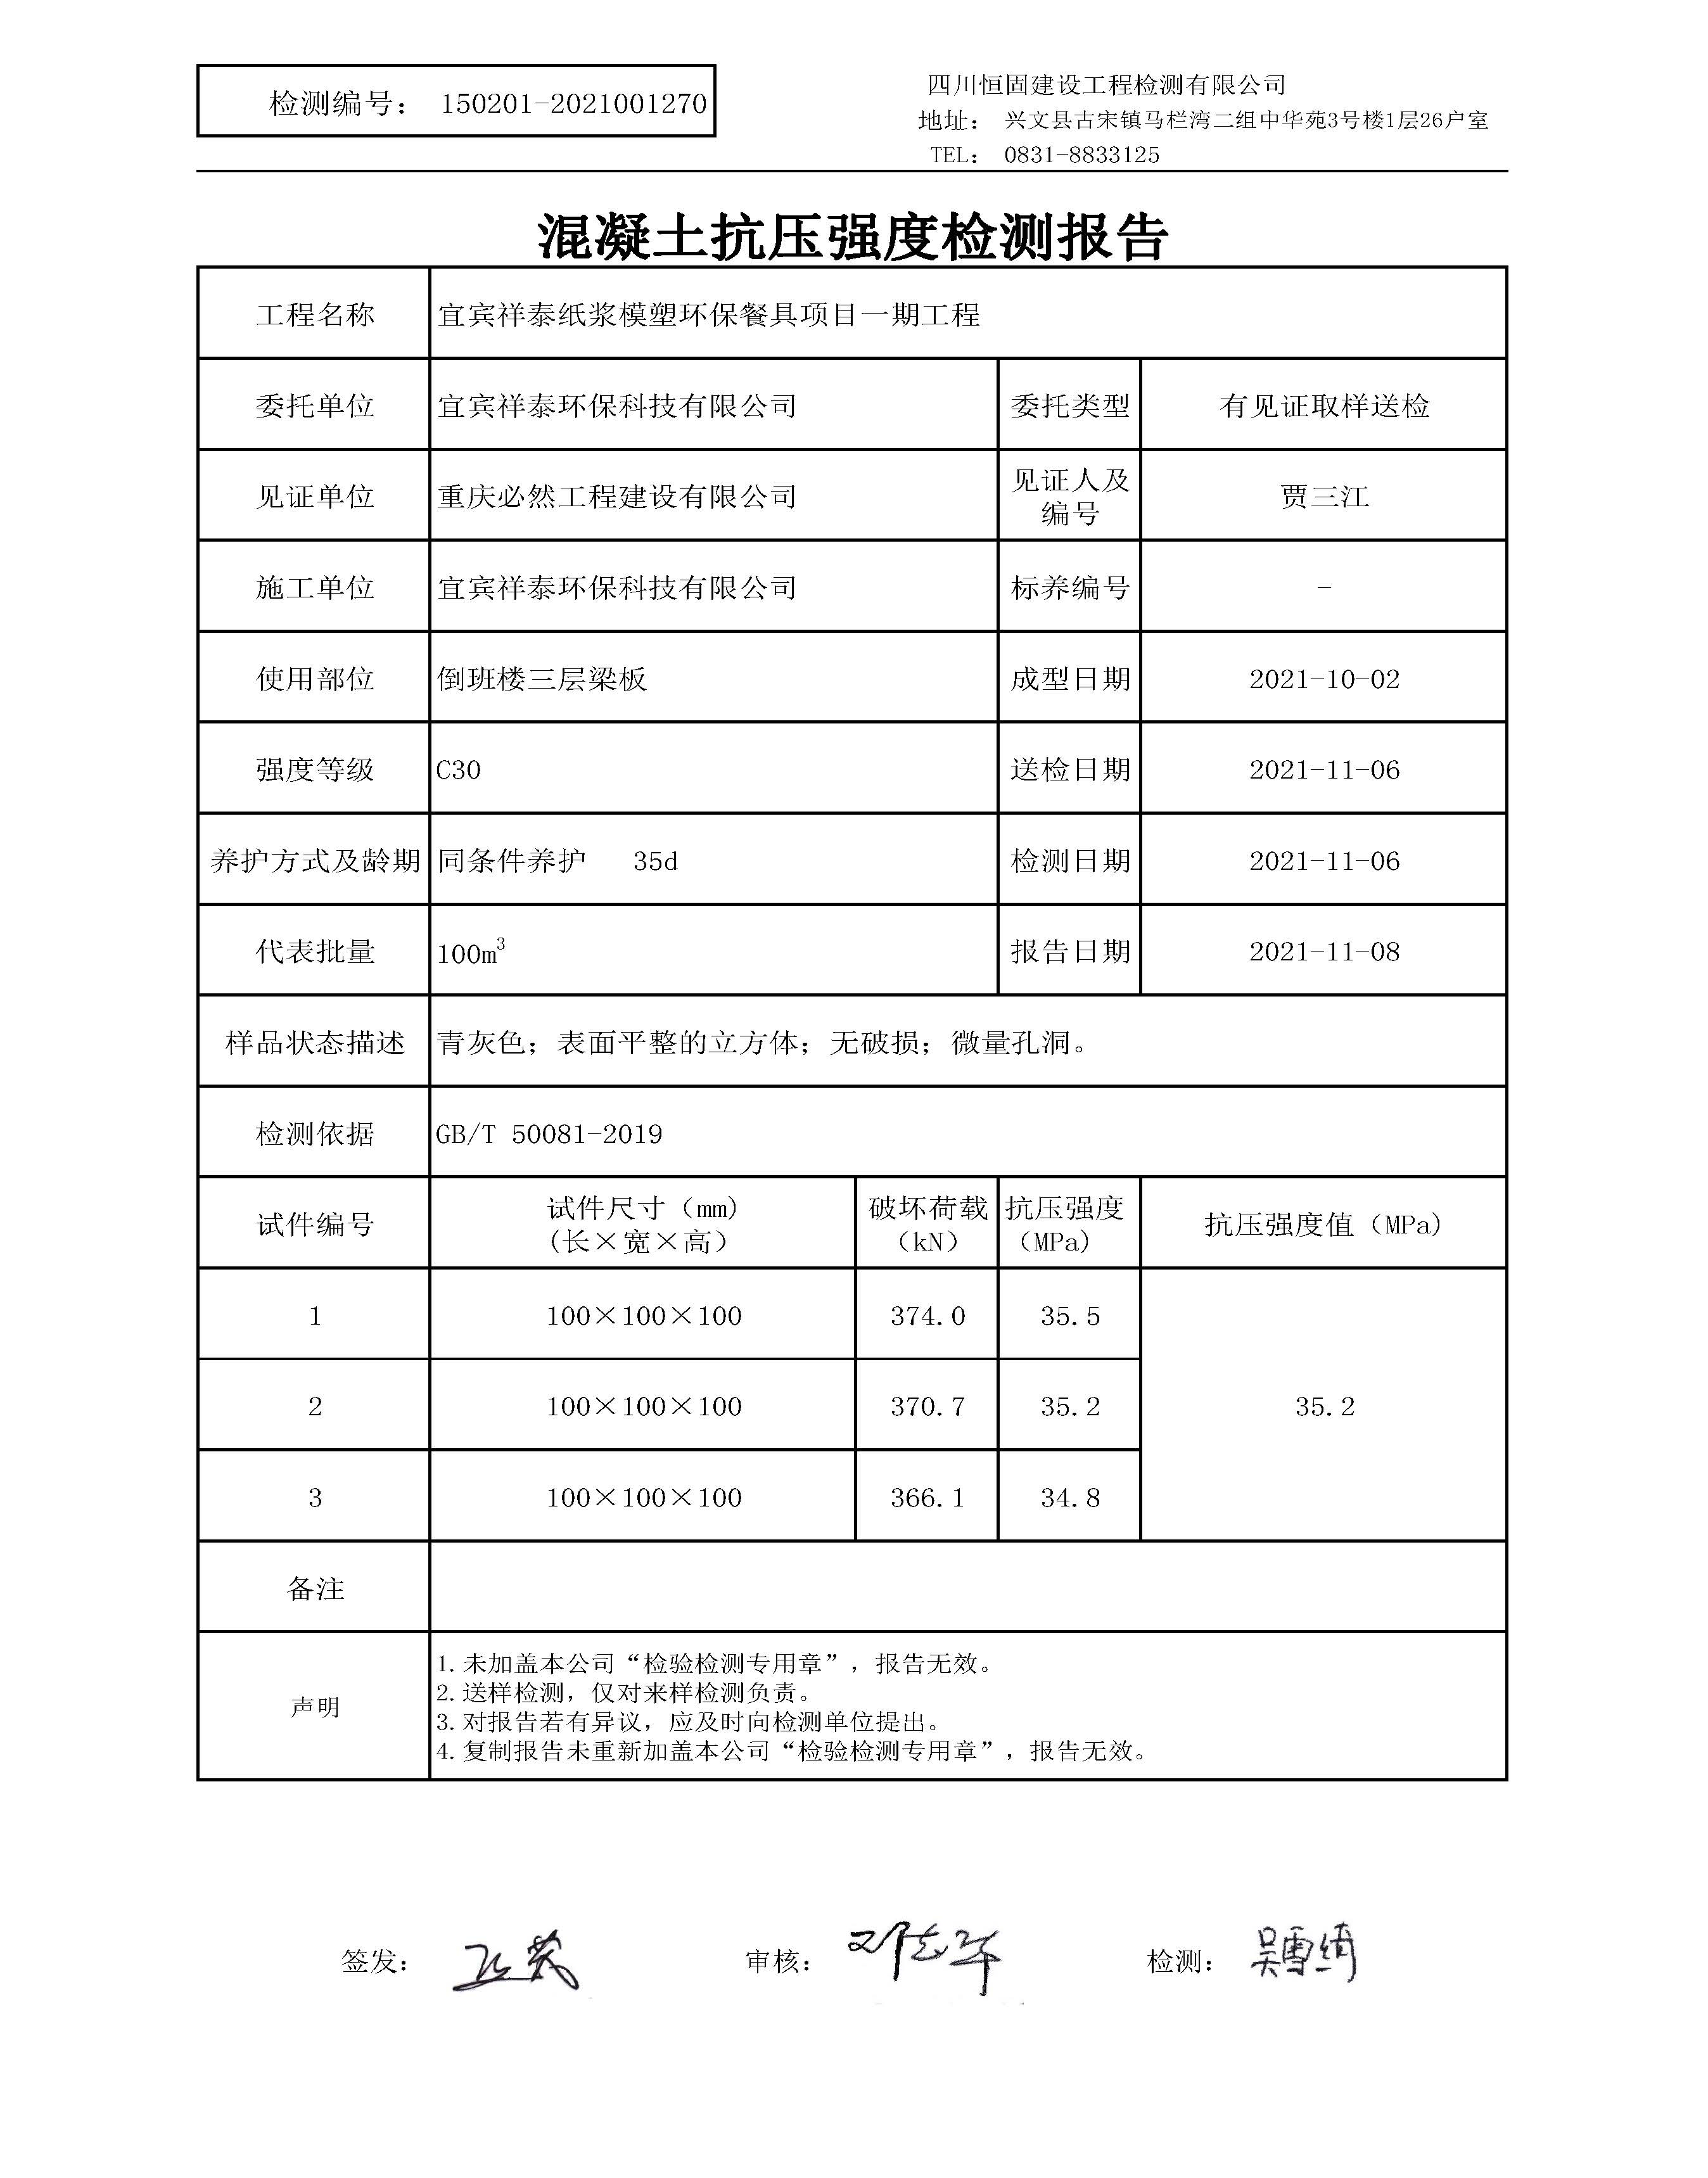 检测编号： 150201-2021001270
四川恒固建设工程检测有限公司
地址： 兴文县古宋镇马栏湾二组中华苑3号楼1层26户室
TEL： 0831-8833125
混凝土抗压强度检测报告
工程名称 宜宾祥泰纸浆模塑环保餐具项目一期工程
委托单位 宜宾祥泰环保科技有限公司 委托类型 有见证取样送检
见证单位 重庆必然工程建设有限公司 见证人及编号 贾三江
施工单位 宜宾祥泰环保科技有限公司 标养编号 -
使用部位 倒班楼三层梁板 成型日期 2021-10-02
强度等级 C30 送检日期 2021-11-06
养护方式及龄期 同条件养护 35d 检测日期 2021-11-06
代表批量 100m³ 报告日期 2021-11-08
样品状态描述 青灰色；表面平整的立方体；无破损；微量孔洞。
检测依据 GB/T 50081-2019
试件编号 试件尺寸（mm）（长×宽×高） 破坏荷载（kN） 抗压强度（MPa） 抗压强度值（MPa）
1 100×100×100 374.0 35.5
2 100×100×100 370.7 35.2 35.2
3 100×100×100 366.1 34.8
备注
声明
1.未加盖本公司“检验检测专用章”，报告无效。
2.送样检测，仅对来样检测负责。
3.对报告若有异议，应及时向检测单位提出。
4.复制报告未重新加盖本公司“检验检测专用章”，报告无效。
签发： 审核： 检测： 吴雪绮